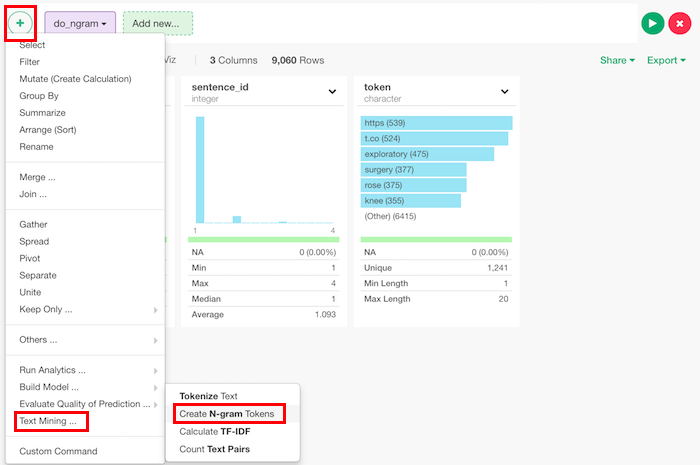 +
do_ngram
Add new...
Select
Filter
Mutate (Create Calculation)
Group By
Summarize
Arrange (Sort)
Rename
Merge ...
Join ...
Gather
Spread
Pivot
Separate
Unite
Keep Only ...
Others ...
Run Analytics ...
Build Model ...
Evaluate Quality of Prediction ...
Text Mining ...
Custom Command
Tokenize Text
Create N-gram Tokens
Calculate TF-IDF
Count Text Pairs
Viz
3 Columns 9,060 Rows
Share
Export
sentence_id
integer
1 4
NA 0 (0.00%)
Min 1
Max 4
Median 1
Average 1.093
token
character
https (539)
t.co (524)
exploratory (475)
surgery (377)
rose (375)
knee (355)
(Other) (6415)
NA 0 (0.00%)
Unique 1,241
Min Length 1
Max Length 20